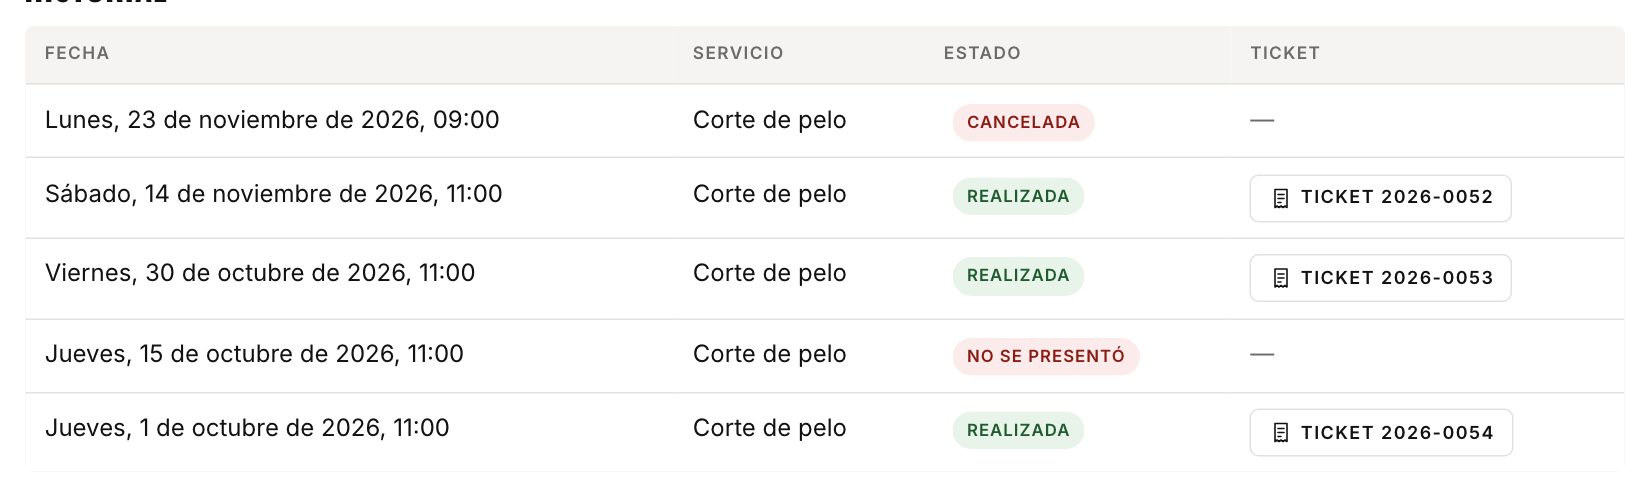 FECHA SERVICIO ESTADO TICKET
Lunes, 23 de noviembre de 2026, 09:00 Corte de pelo CANCELADA —
Sábado, 14 de noviembre de 2026, 11:00 Corte de pelo REALIZADA TICKET 2026-0052
Viernes, 30 de octubre de 2026, 11:00 Corte de pelo REALIZADA TICKET 2026-0053
Jueves, 15 de octubre de 2026, 11:00 Corte de pelo NO SE PRESENTÓ —
Jueves, 1 de octubre de 2026, 11:00 Corte de pelo REALIZADA TICKET 2026-0054